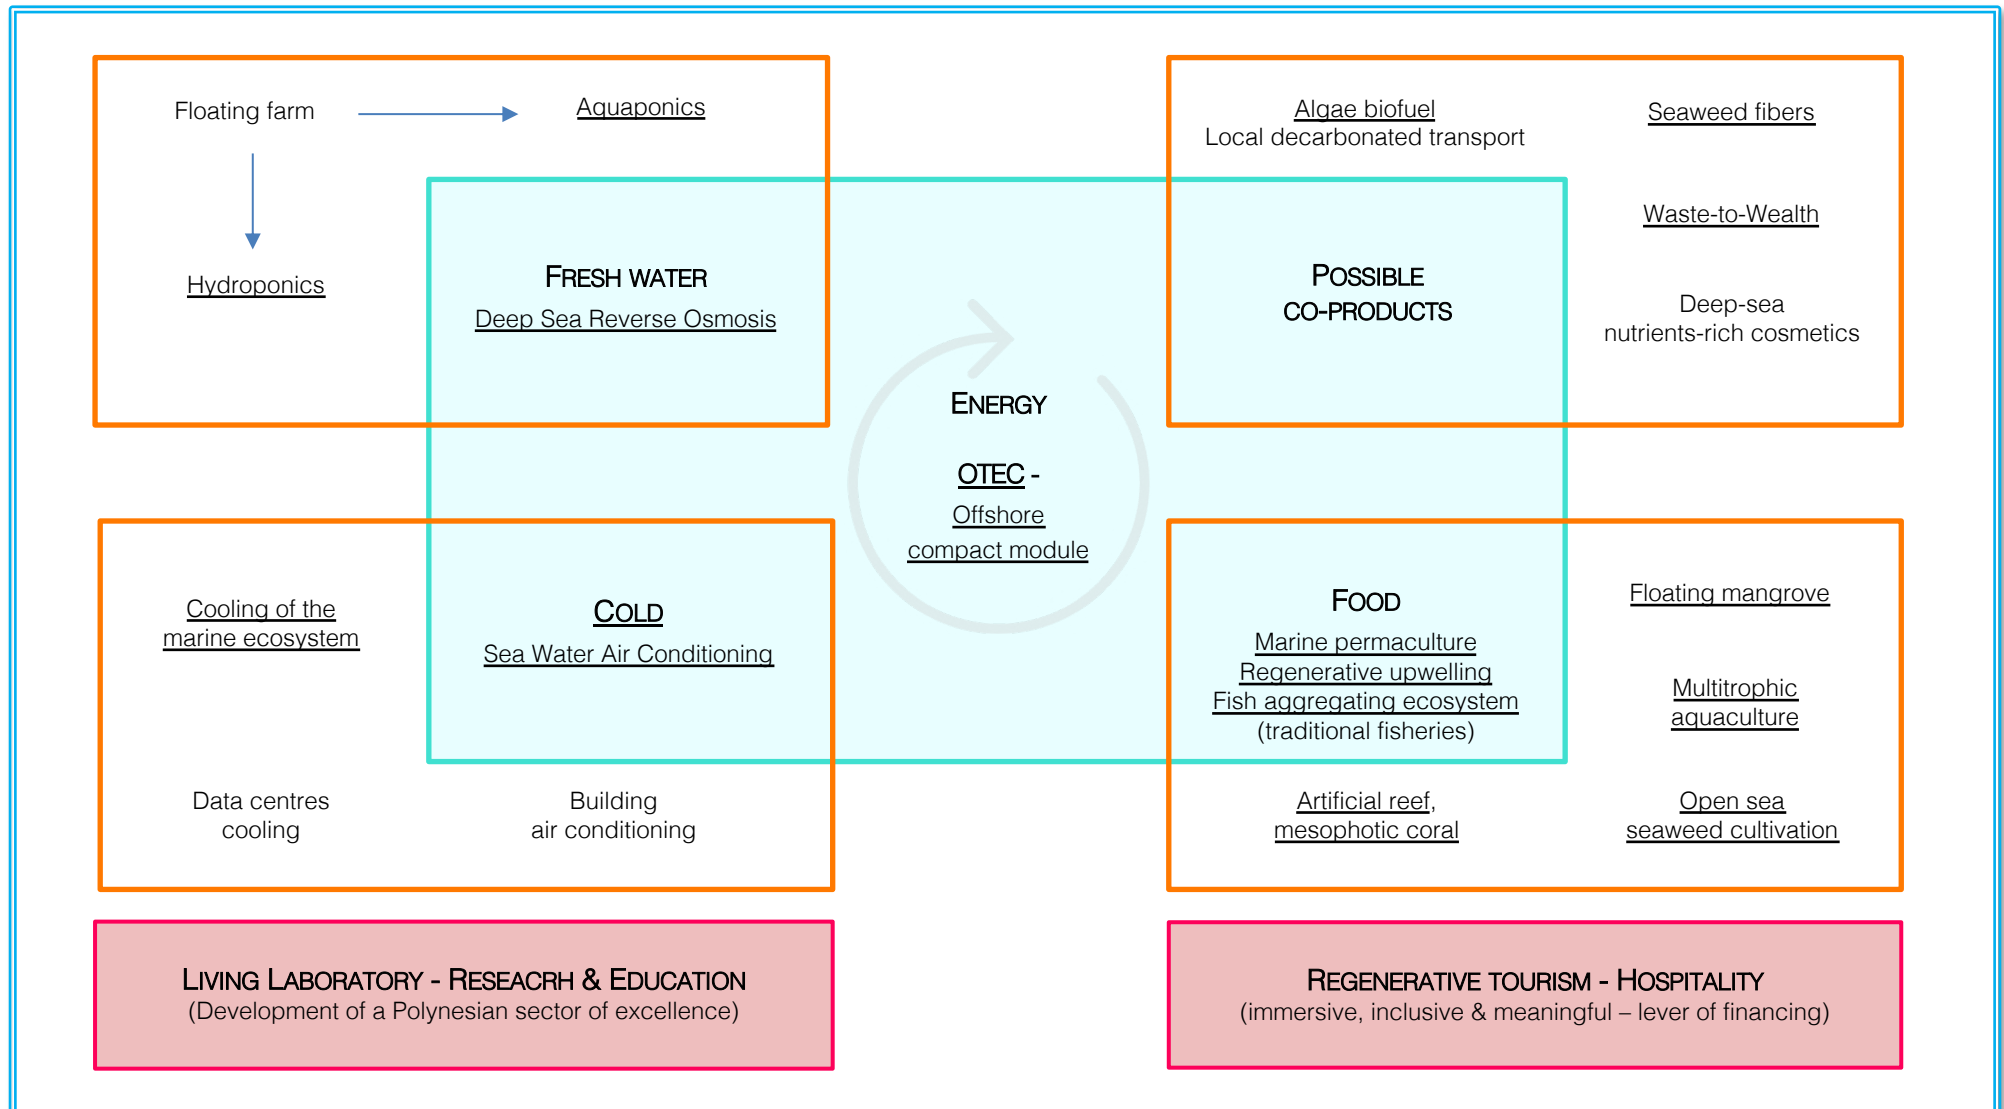 Floating farm
Aquaponics
Hydroponics
FRESH WATER
Deep Sea Reverse Osmosis
Algae biofuel
Local decarbonated transport
Seaweed fibers
Waste-to-Wealth
POSSIBLE
CO-PRODUCTS
Deep-sea
nutrients-rich cosmetics
ENERGY
OTEC -
Offshore
compact module
Cooling of the
marine ecosystem
COLD
Sea Water Air Conditioning
Data centres
cooling
Building
air conditioning
FOOD
Marine permaculture
Regenerative upwelling
Fish aggregating ecosystem
(traditional fisheries)
Floating mangrove
Multitrophic
aquaculture
Artificial reef,
mesophotic coral
Open sea
seaweed cultivation
LIVING LABORATORY - RESEACRH & EDUCATION
(Development of a Polynesian sector of excellence)
REGENERATIVE TOURISM - HOSPITALITY
(immersive, inclusive & meaningful – lever of financing)